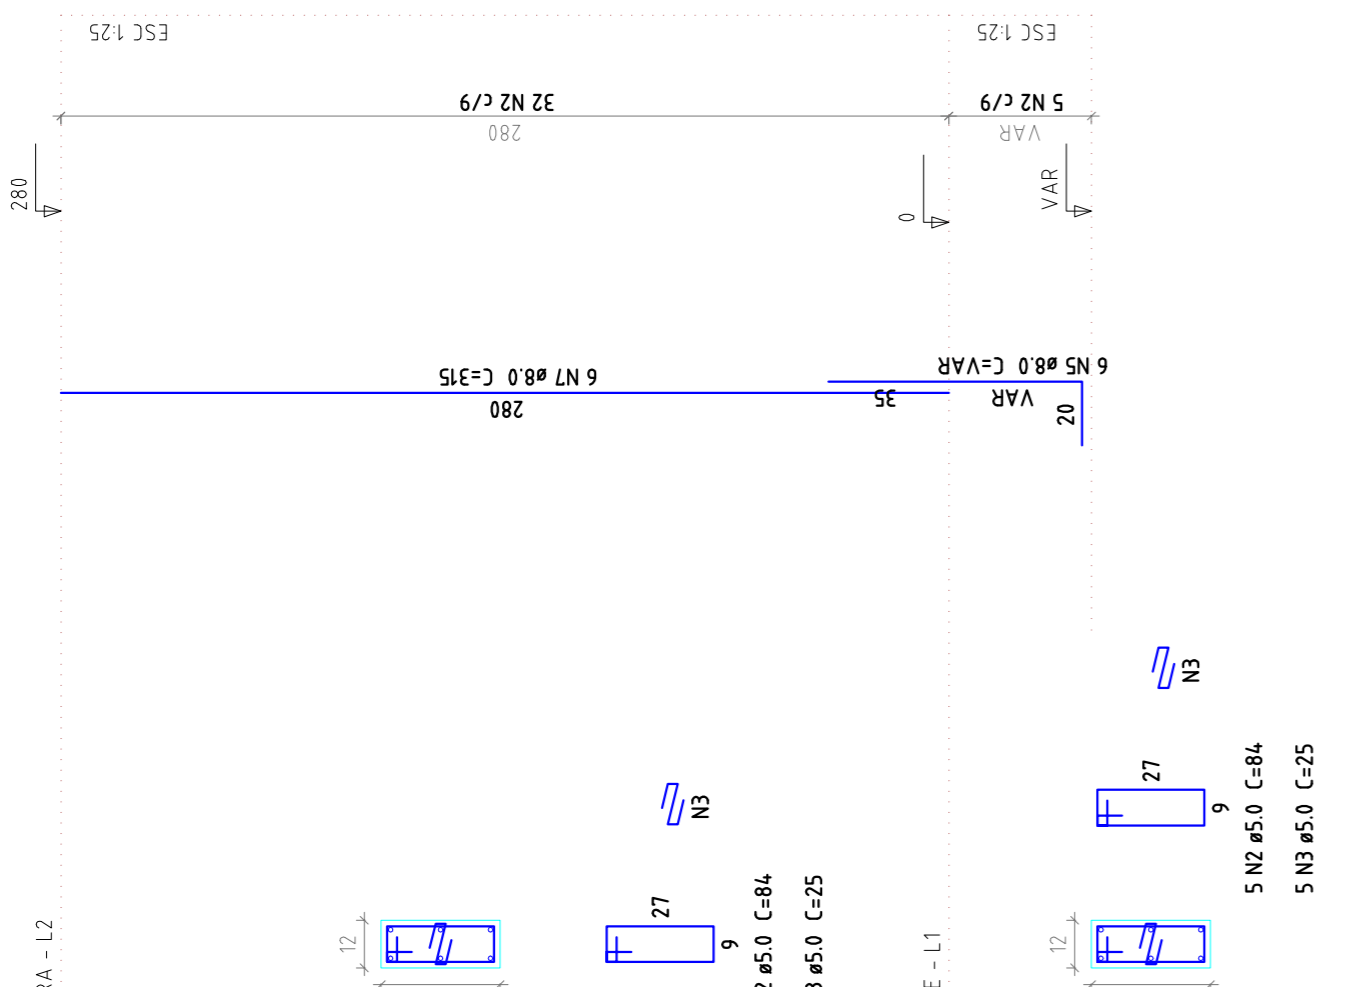 ESC 1:25
ESC 1:25
32 N2 c/9
5 N2 c/9
280
VAR
280
0
VAR
6 N7 ø8.0 C=315
280
6 N5 ø8.0 C=VAR
35
VAR
20
N3
27
9
5 N2 ø5.0 C=84
5 N3 ø5.0 C=25
N3
27
9
ø5.0 C=84
ø5.0 C=25
RA - L2
12
E - L1
12